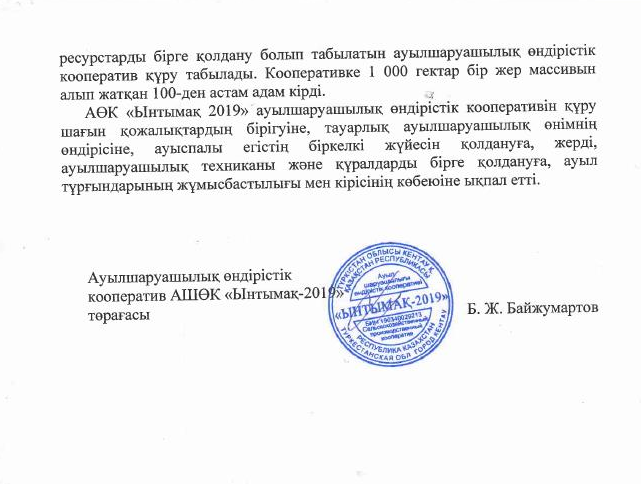 ресурстарды бірге қолдану болып табылатын ауылшаруашылық өндірістік
кооператив құру табылады. Кооперативке 1 000 гектар бір жер массивын
алып жатқан 100-ден астам адам кірді.
АӨК «Ынтымақ 2019» ауылшаруашылық өндірістік кооперативін құру
шағын қожалықтардың бірігуіне, тауарлық ауылшаруашылық өнімнің
өндірісіне, ауыспалы егістің біркелкі жүйесін қолдануға, жерді,
ауылшаруашылық техниканы және құралдарды бірге қолдануға, ауыл
тұрғындарының жұмысбастылығы мен кірісінің көбеюіне ықпал етті.
Ауылшаруашылық өндірістік
кооператив АШӨК «Ынтымақ-2019»
төрағасы
Б. Ж. Байжумартов
ТҮРКІСТАН ОБЛЫСЫ КЕНТАУ Қ.
ҚАЗАҚСТАН РЕСПУБЛИКАСЫ
Ауыл
шаруашылығы
өндірістік кооперативі
«ЫНТЫМАҚ-2019»
БИН 190340029213
Сельскохозяйственный
производственный
кооператив
РЕСПУБЛИКА КАЗАХСТАН
ТУРКЕСТАНСКАЯ ОБЛ ГОРОД КЕНТАУ